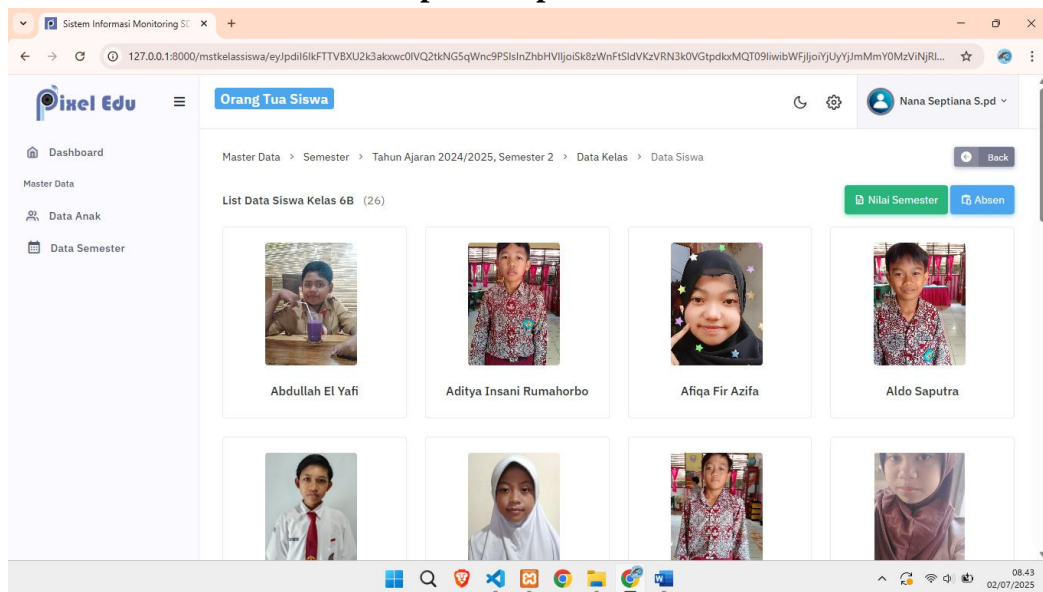 Sistem Informasi Monitoring SD
127.0.0.1:8000/mstkelassiswa/
Pixel Edu
Orang Tua Siswa
Nana Septiana S.pd
Dashboard
Master Data
Data Anak
Data Semester
Master Data > Semester > Tahun Ajaran 2024/2025, Semester 2 > Data Kelas > Data Siswa
Back
List Data Siswa Kelas 6B (26)
Nilai Semester
Absen
Abdullah El Yafi
Aditya Insani Rumahorbo
Afiqa Fir Azifa
Aldo Saputra
08.43
02/07/2025